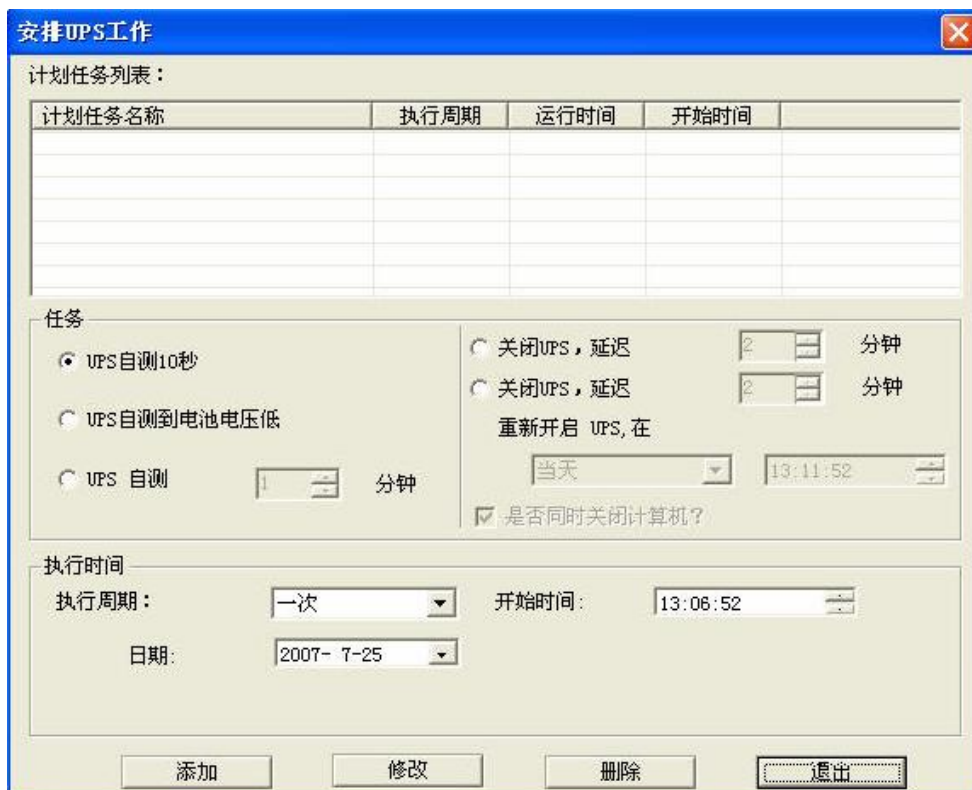 安排UPS工作
计划任务列表：
计划任务名称 执行周期 运行时间 开始时间
任务
UPS自测10秒
UPS自测到电池电压低
UPS 自测 1 分钟
关闭UPS，延迟 2 分钟
关闭UPS，延迟 2 分钟
重新开启 UPS,在
当天 13:11:52
是否同时关闭计算机？
执行时间
执行周期： 一次 开始时间: 13:06:52
日期: 2007- 7-25
添加 修改 删除 退出